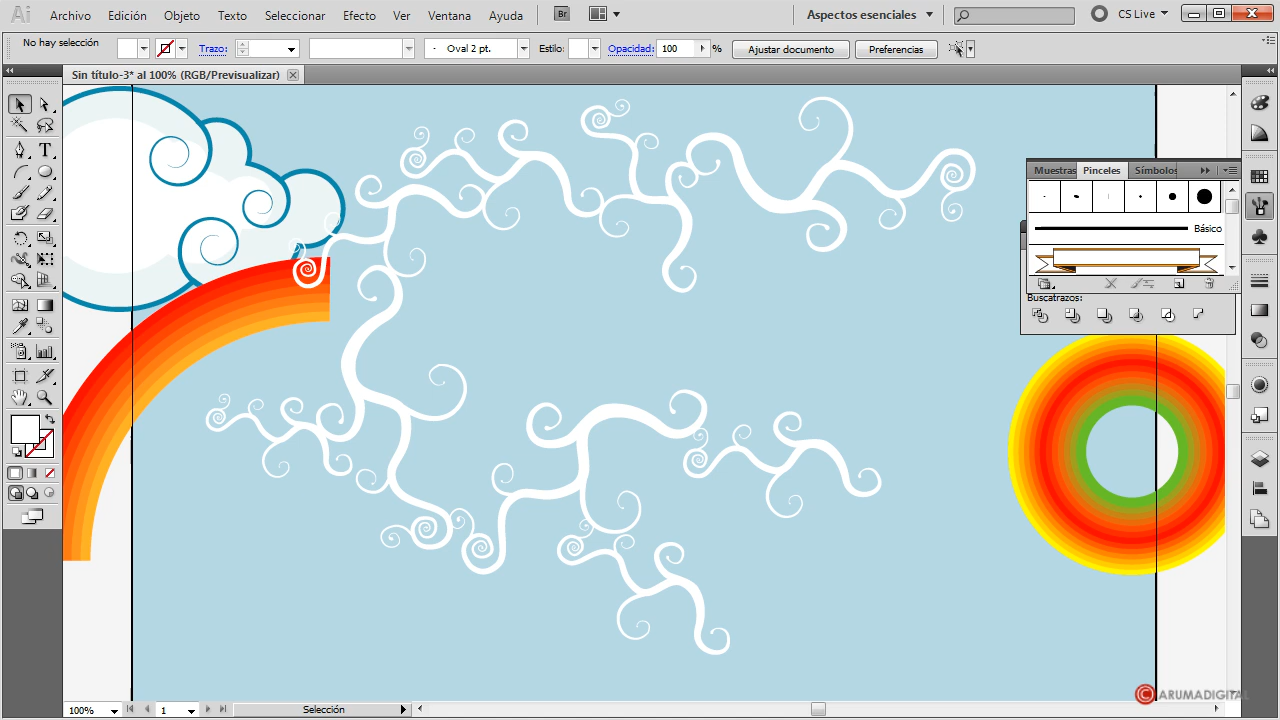 Ai Archivo Edición Objeto Texto Seleccionar Efecto Ver Ventana Ayuda Br Aspectos esenciales CS Live
No hay selección Trazo: Oval 2 pt. Estilo: Opacidad: 100 % Ajustar documento Preferencias
Sin título-3* al 100% (RGB/Previsualizar)
Muestras Pinceles Símbolos
Básico
Buscatrazos:
T
© ARUMADIGITAL
100% 1 Selección